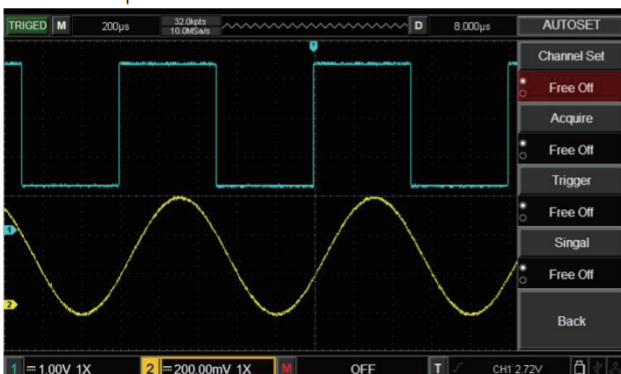 TRIGED M 200μs 32.0kpts D 8.000μs AUTOSET
10.0MSa/s
T
Channel Set
Free Off
Acquire
Free Off
Trigger
Free Off
Singal
Free Off
Back
1
2
1 1.00V 1X 2 200.00mV 1X M OFF T CH1 2.72V